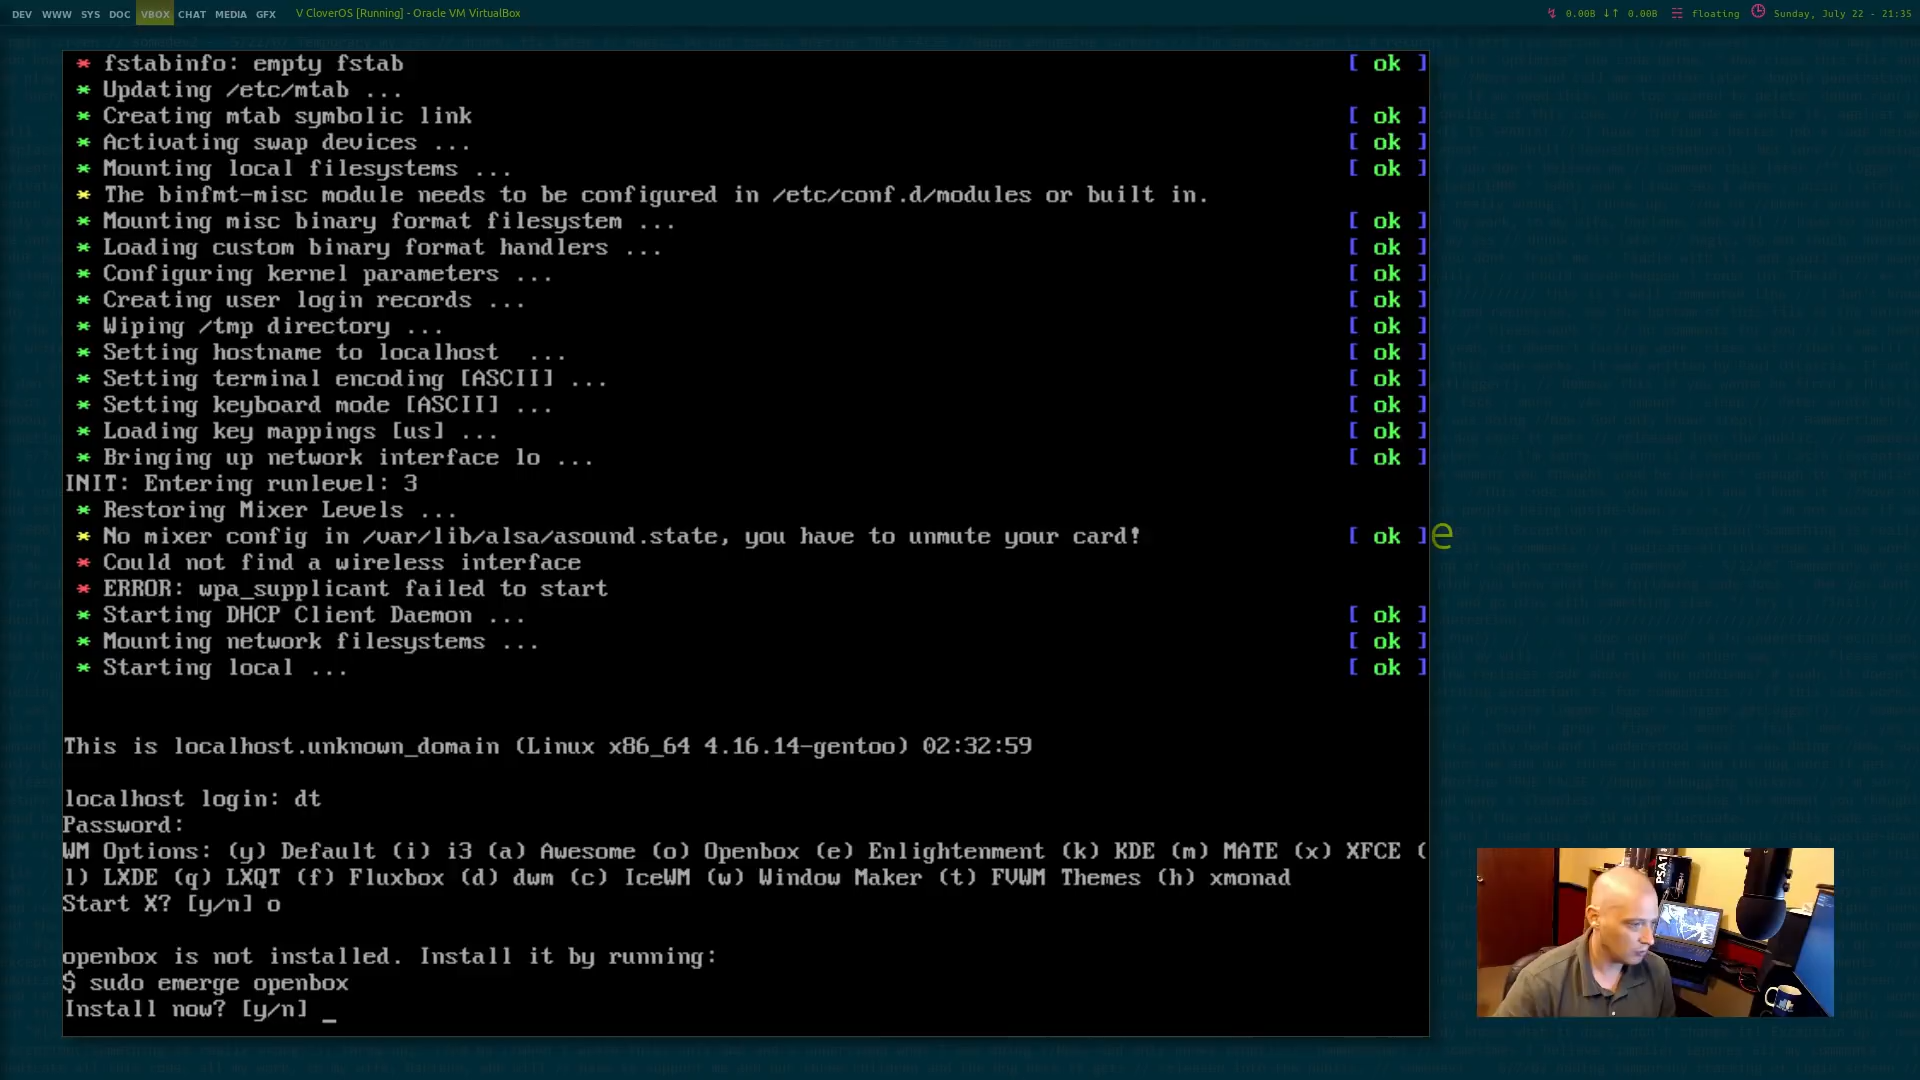 DEV WWW SYS DOC VBOX CHAT MEDIA GFX V CloverOS [Running] - Oracle VM VirtualBox 0.00B ↓↑ 0.00B floating Sunday, July 22 - 21:35
* fstabinfo: empty fstab [ ok ]
* Updating /etc/mtab ...
* Creating mtab symbolic link [ ok ]
* Activating swap devices ... [ ok ]
* Mounting local filesystems ... [ ok ]
* The binfmt-misc module needs to be configured in /etc/conf.d/modules or built in.
* Mounting misc binary format filesystem ... [ ok ]
* Loading custom binary format handlers ... [ ok ]
* Configuring kernel parameters ... [ ok ]
* Creating user login records ... [ ok ]
* Wiping /tmp directory ... [ ok ]
* Setting hostname to localhost ... [ ok ]
* Setting terminal encoding [ASCII] ... [ ok ]
* Setting keyboard mode [ASCII] ... [ ok ]
* Loading key mappings [us] ... [ ok ]
* Bringing up network interface lo ... [ ok ]
INIT: Entering runlevel: 3
* Restoring Mixer Levels ...
* No mixer config in /var/lib/alsa/asound.state, you have to unmute your card! [ ok ] e
* Could not find a wireless interface
* ERROR: wpa_supplicant failed to start
* Starting DHCP Client Daemon ... [ ok ]
* Mounting network filesystems ... [ ok ]
* Starting local ... [ ok ]
This is localhost.unknown_domain (Linux x86_64 4.16.14-gentoo) 02:32:59
localhost login: dt
Password:
WM Options: (y) Default (i) i3 (a) Awesome (o) Openbox (e) Enlightenment (k) KDE (m) MATE (x) XFCE (
l) LXDE (q) LXQT (f) Fluxbox (d) dwm (c) IceWM (w) Window Maker (t) FVWM Themes (h) xmonad
Start X? [y/n] o
openbox is not installed. Install it by running:
$ sudo emerge openbox
Install now? [y/n] _
PSA1